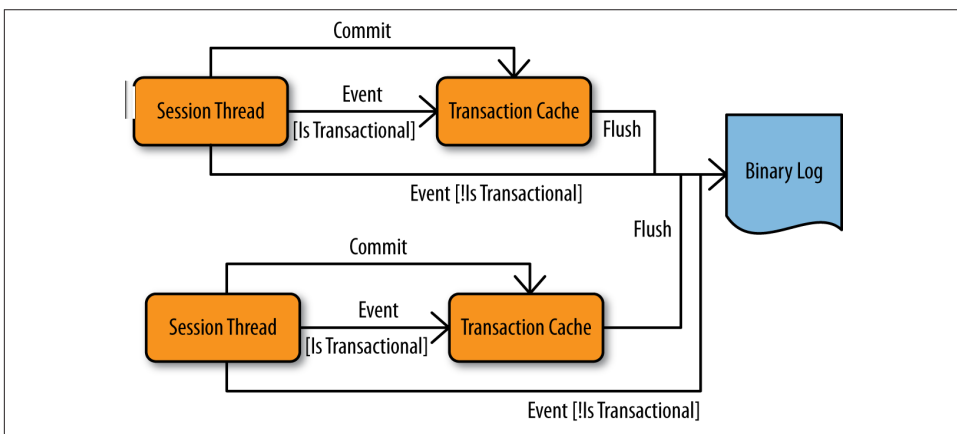 Commit
Session Thread
Event
[Is Transactional]
Transaction Cache
Flush
Binary Log
Event [!Is Transactional]
Flush
Commit
Session Thread
Event
[Is Transactional]
Transaction Cache
Event [!Is Transactional]